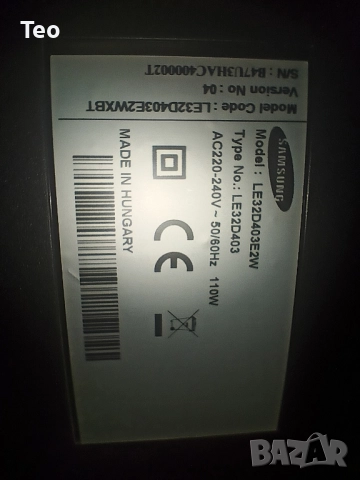 Teo
SAMSUNG
Model : LE32D403E2W
Type No.: LE32D403
AC220-240V ~ 50/60Hz 110W
Model Code : LE32D403E2WXBT
Version No : 04
S/N : B47U3HAC400002T
MADE IN HUNGARY
BAZAR